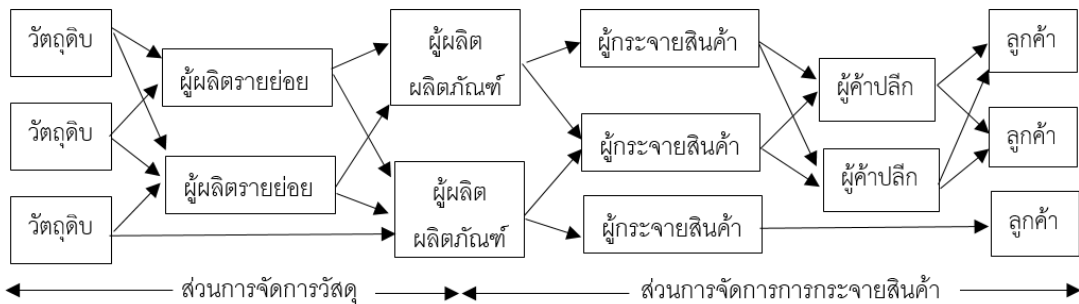 วัตถุดิบ
วัตถุดิบ
วัตถุดิบ
ผู้ผลิตรายย่อย
ผู้ผลิตรายย่อย
ผู้ผลิต
ผลิตภัณฑ์
ผู้ผลิต
ผลิตภัณฑ์
ผู้กระจายสินค้า
ผู้กระจายสินค้า
ผู้กระจายสินค้า
ผู้ค้าปลีก
ผู้ค้าปลีก
ลูกค้า
ลูกค้า
ลูกค้า
ส่วนการจัดการวัสดุ
ส่วนการจัดการการกระจายสินค้า